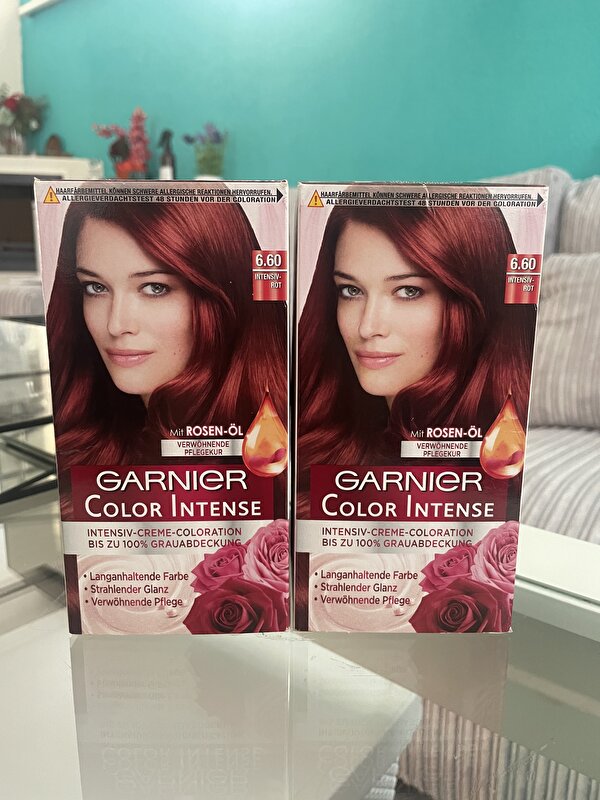 HAARFÄRBEMITTEL KÖNNEN SCHWERE ALLERGISCHE REAKTIONEN HERVORRUFEN.
ALLERGIEVERDACHTSTEST 48 STUNDEN VOR DER COLORATION
6.60
INTENSIV-
ROT
Mit ROSEN-ÖL
VERWÖHNENDE
PFLEGEKUR
GARNIER
COLOR INTENSE
INTENSIV-CREME-COLORATION
BIS ZU 100% GRAUABDECKUNG
• Langanhaltende Farbe
• Strahlender Glanz
• Verwöhnende Pflege
HAARFÄRBEMITTEL KÖNNEN SCHWERE ALLERGISCHE REAKTIONEN HERVORRUFEN.
ALLERGIEVERDACHTSTEST 48 STUNDEN VOR DER COLORATION
6.60
INTENSIV-
ROT
Mit ROSEN-ÖL
VERWÖHNENDE
PFLEGEKUR
GARNIER
COLOR INTENSE
INTENSIV-CREME-COLORATION
BIS ZU 100% GRAUABDECKUNG
• Langanhaltende Farbe
• Strahlender Glanz
• Verwöhnende Pflege